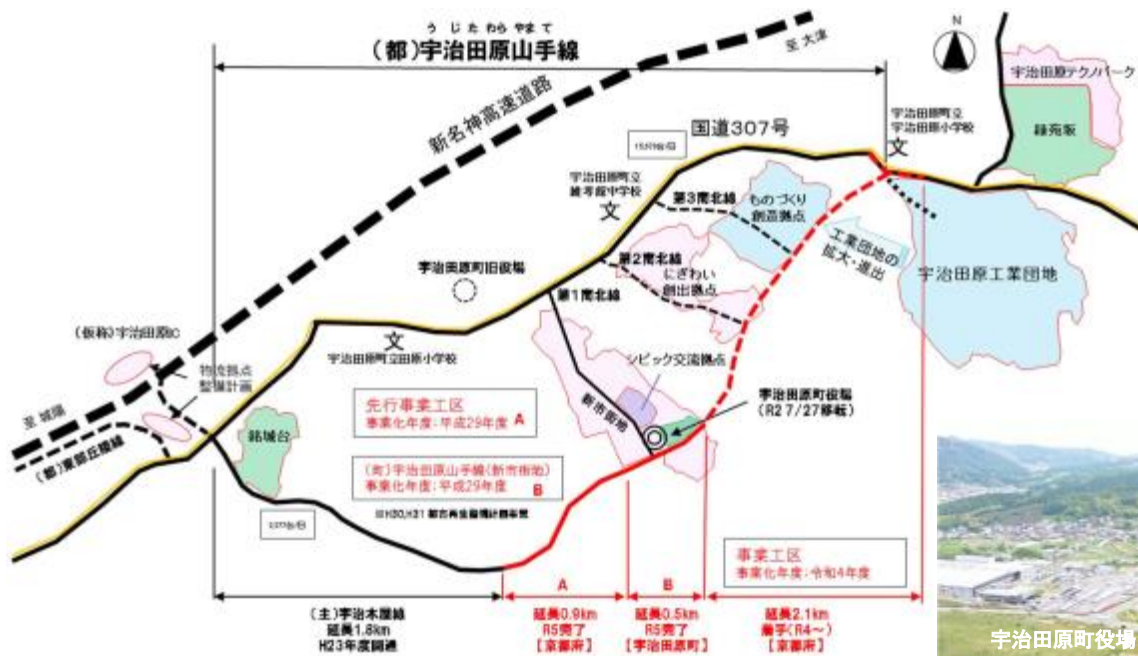 うじたわらやまて
(都)宇治田原山手線
至 大津
N
宇治田原テクノパーク
緑苑坂
新名神高速道路
国道307号
宇治田原町立
宇治田原小学校
宇治田原町立
維孝館中学校
文
文
第3南北線
ものづくり
創造拠点
工業団地の
拡大・進出
宇治田原工業団地
第2南北線
にぎわい
創出拠点
宇治田原町旧役場
第1南北線
(仮称)宇治田原IC
物流拠点
整備計画
文
宇治田原町立田原小学校
シビック交流拠点
新市街地
宇治田原町役場
(R2 7/27移転)
至 城陽
(都)東部丘陵線
銘城台
先行事業工区
事業化年度:平成29年度 A
(町)宇治田原山手線(新市街地)
事業化年度:平成29年度 B
※H30,H31 都市再生整備計画事業
事業工区
事業化年度:令和4年度
A
B
(主)宇治木屋線
延長1.8km
H23年度開通
延長0.9km
R5完了
【京都府】
延長0.5km
R5完了
【宇治田原町】
延長2.1km
着手(R4~)
【京都府】
宇治田原町役場